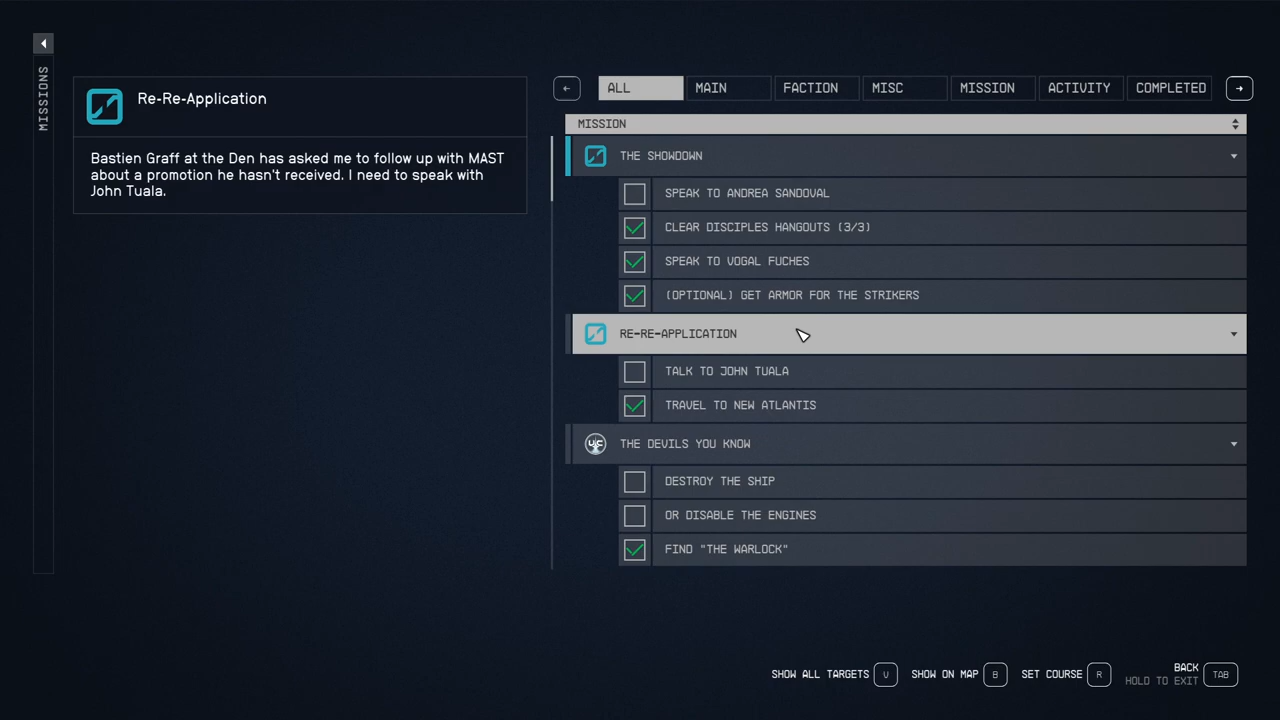 MISSIONS
Re-Re-Application
Bastien Graff at the Den has asked me to follow up with MAST
about a promotion he hasn't received. I need to speak with
John Tuala.
ALL
MAIN
FACTION
MISC
MISSION
ACTIVITY
COMPLETED
MISSION
THE SHOWDOWN
SPEAK TO ANDREA SANDOVAL
CLEAR DISCIPLES HANGOUTS (3/3)
SPEAK TO VOGAL FUCHES
(OPTIONAL) GET ARMOR FOR THE STRIKERS
RE-RE-APPLICATION
TALK TO JOHN TUALA
TRAVEL TO NEW ATLANTIS
UC
THE DEVILS YOU KNOW
DESTROY THE SHIP
OR DISABLE THE ENGINES
FIND "THE WARLOCK"
SHOW ALL TARGETS V
SHOW ON MAP B
SET COURSE R
BACK
HOLD TO EXIT
TAB